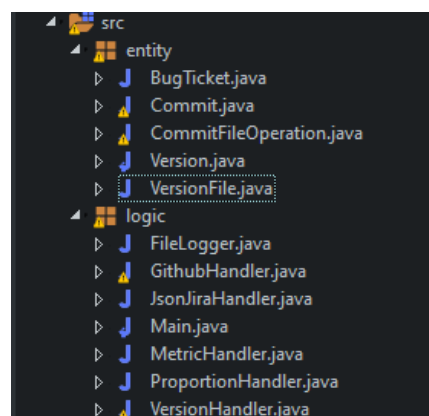 src
entity
BugTicket.java
Commit.java
CommitFileOperation.java
Version.java
VersionFile.java
logic
FileLogger.java
GithubHandler.java
JsonJiraHandler.java
Main.java
MetricHandler.java
ProportionHandler.java
VersionHandler.java